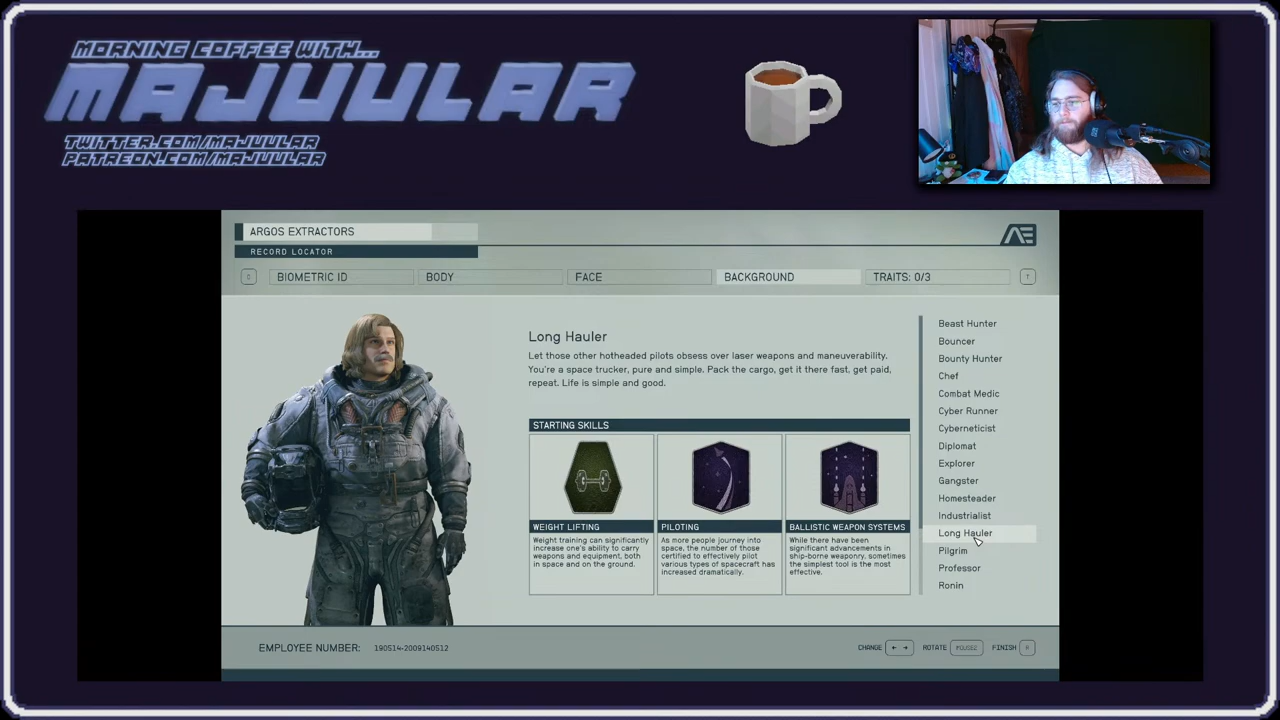 MORNING COFFEE WITH...
MAJUULAR
TWITTER.COM/MAJUULAR
PATREON.COM/MAJUULAR
ARGOS EXTRACTORS
RECORD LOCATOR
BIOMETRIC ID
BODY
FACE
BACKGROUND
TRAITS: 0/3
Long Hauler
Let those other hotheaded pilots obsess over laser weapons and maneuverability.
You're a space trucker, pure and simple. Pack the cargo, get it there fast, get paid,
repeat. Life is simple and good.
STARTING SKILLS
WEIGHT LIFTING
Weight training can significantly
increase one's ability to carry
weapons and equipment, both
in space and on the ground.
PILOTING
As more people journey into
space, the number of those
certified to effectively pilot
various types of spacecraft has
increased dramatically.
BALLISTIC WEAPON SYSTEMS
While there have been
significant advancements in
ship-borne weaponry, sometimes
the simplest tool is the most
effective.
Beast Hunter
Bouncer
Bounty Hunter
Chef
Combat Medic
Cyber Runner
Cyberneticist
Diplomat
Explorer
Gangster
Homesteader
Industrialist
Long Hauler
Pilgrim
Professor
Ronin
EMPLOYEE NUMBER: 190514-2009140512
CHANGE
ROTATE MOUSE2
FINISH